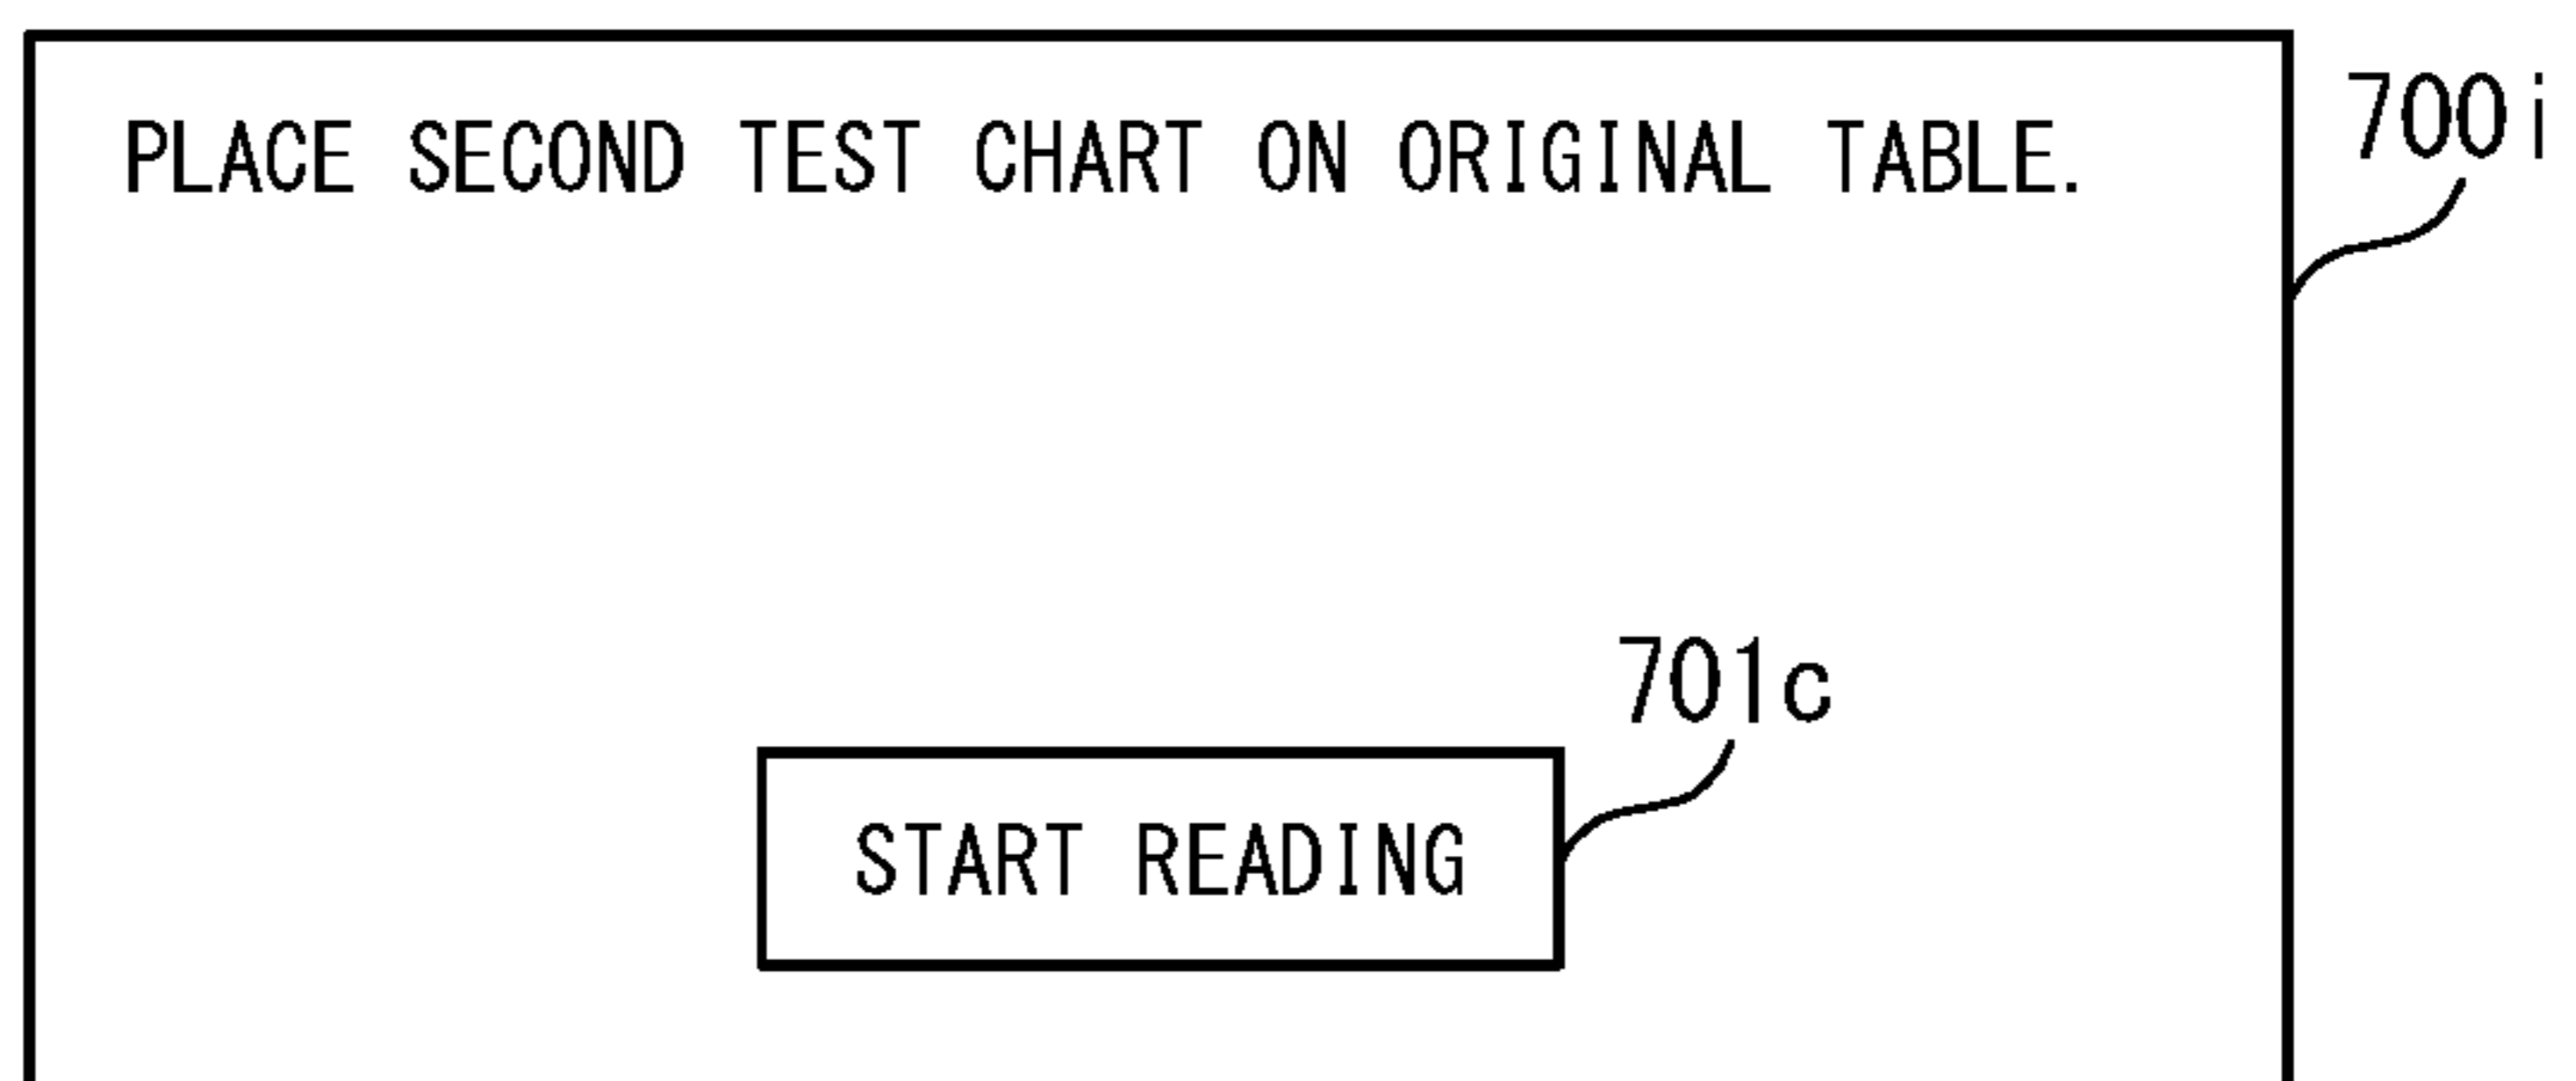 PLACE SECOND TEST CHART ON ORIGINAL TABLE.
700i
701c
START READING